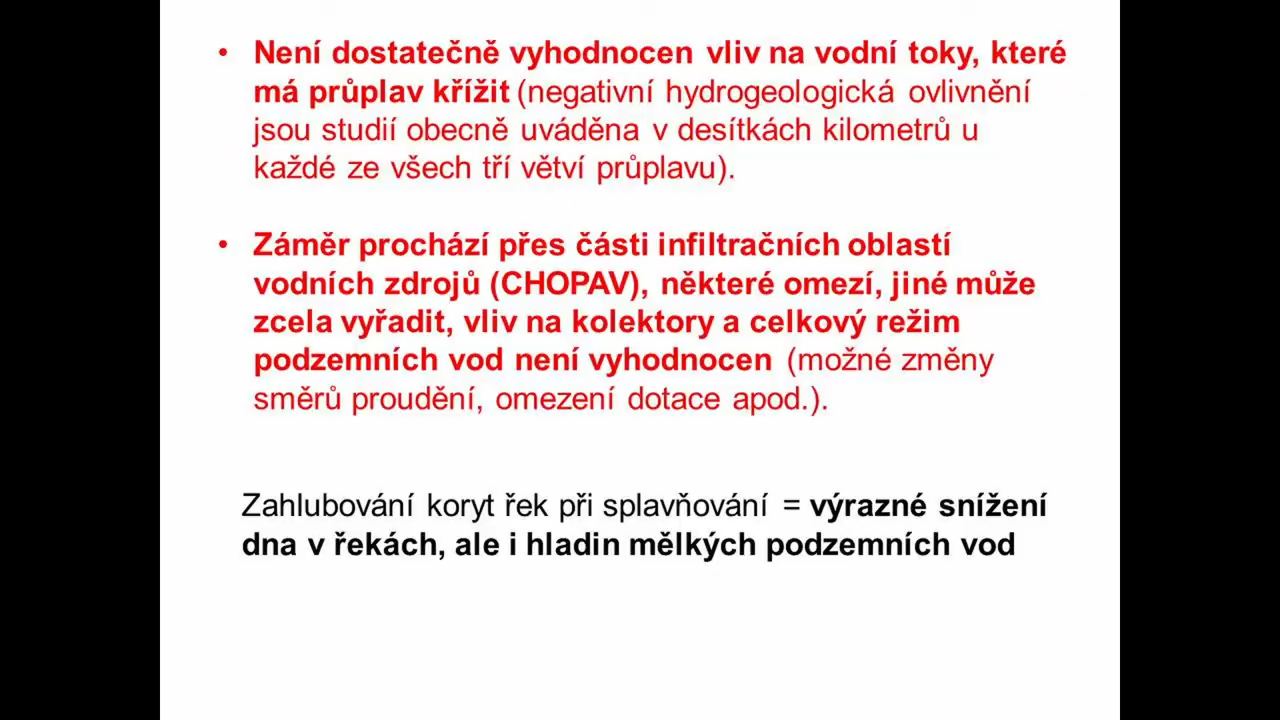 • Není dostatečně vyhodnocen vliv na vodní toky, které
má průplav křížit (negativní hydrogeologická ovlivnění
jsou studií obecně uváděna v desítkách kilometrů u
každé ze všech tří větví průplavu).
• Záměr prochází přes části infiltračních oblastí
vodních zdrojů (CHOPAV), některé omezí, jiné může
zcela vyřadit, vliv na kolektory a celkový režim
podzemních vod není vyhodnocen (možné změny
směrů proudění, omezení dotace apod.).
Zahlubování koryt řek při splavňování = výrazné snížení
dna v řekách, ale i hladin mělkých podzemních vod